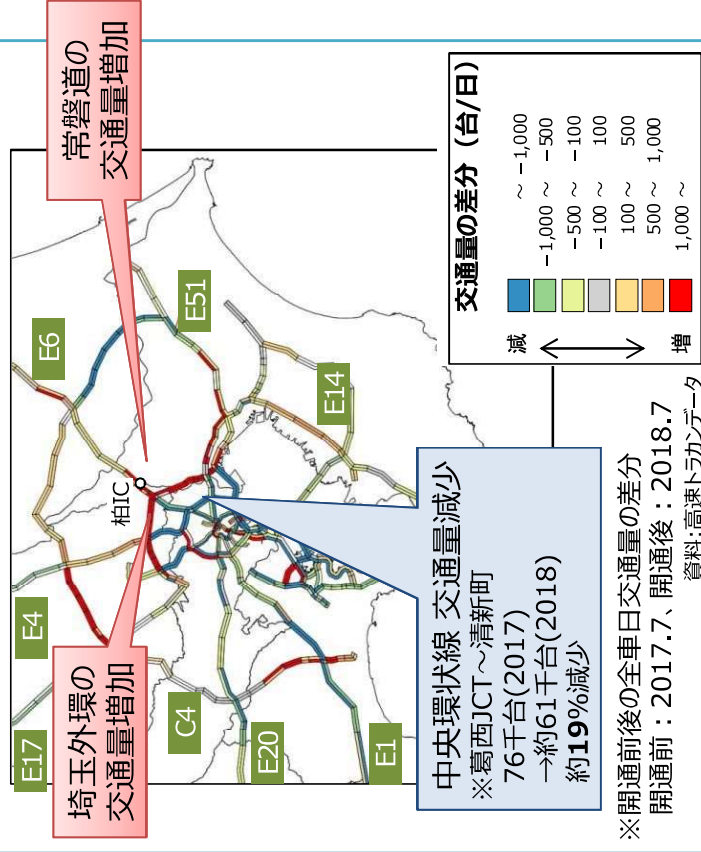 常磐道の
交通量増加
埼玉外環の
交通量増加
E17
E4
E6
E51
E14
C4
E20
E1
柏IC
中央環状線 交通量減少
※葛西JCT～清新町
76千台(2017)
→約61千台(2018)
約19%減少
交通量の差分（台/日）
減
～ －1,000
－1,000 ～ －500
－500 ～ －100
－100 ～ 100
100 ～ 500
500 ～ 1,000
1,000 ～
増
※開通前後の全車日交通量の差分
開通前：2017.7、開通後：2018.7
資料：高速トラカンデータ